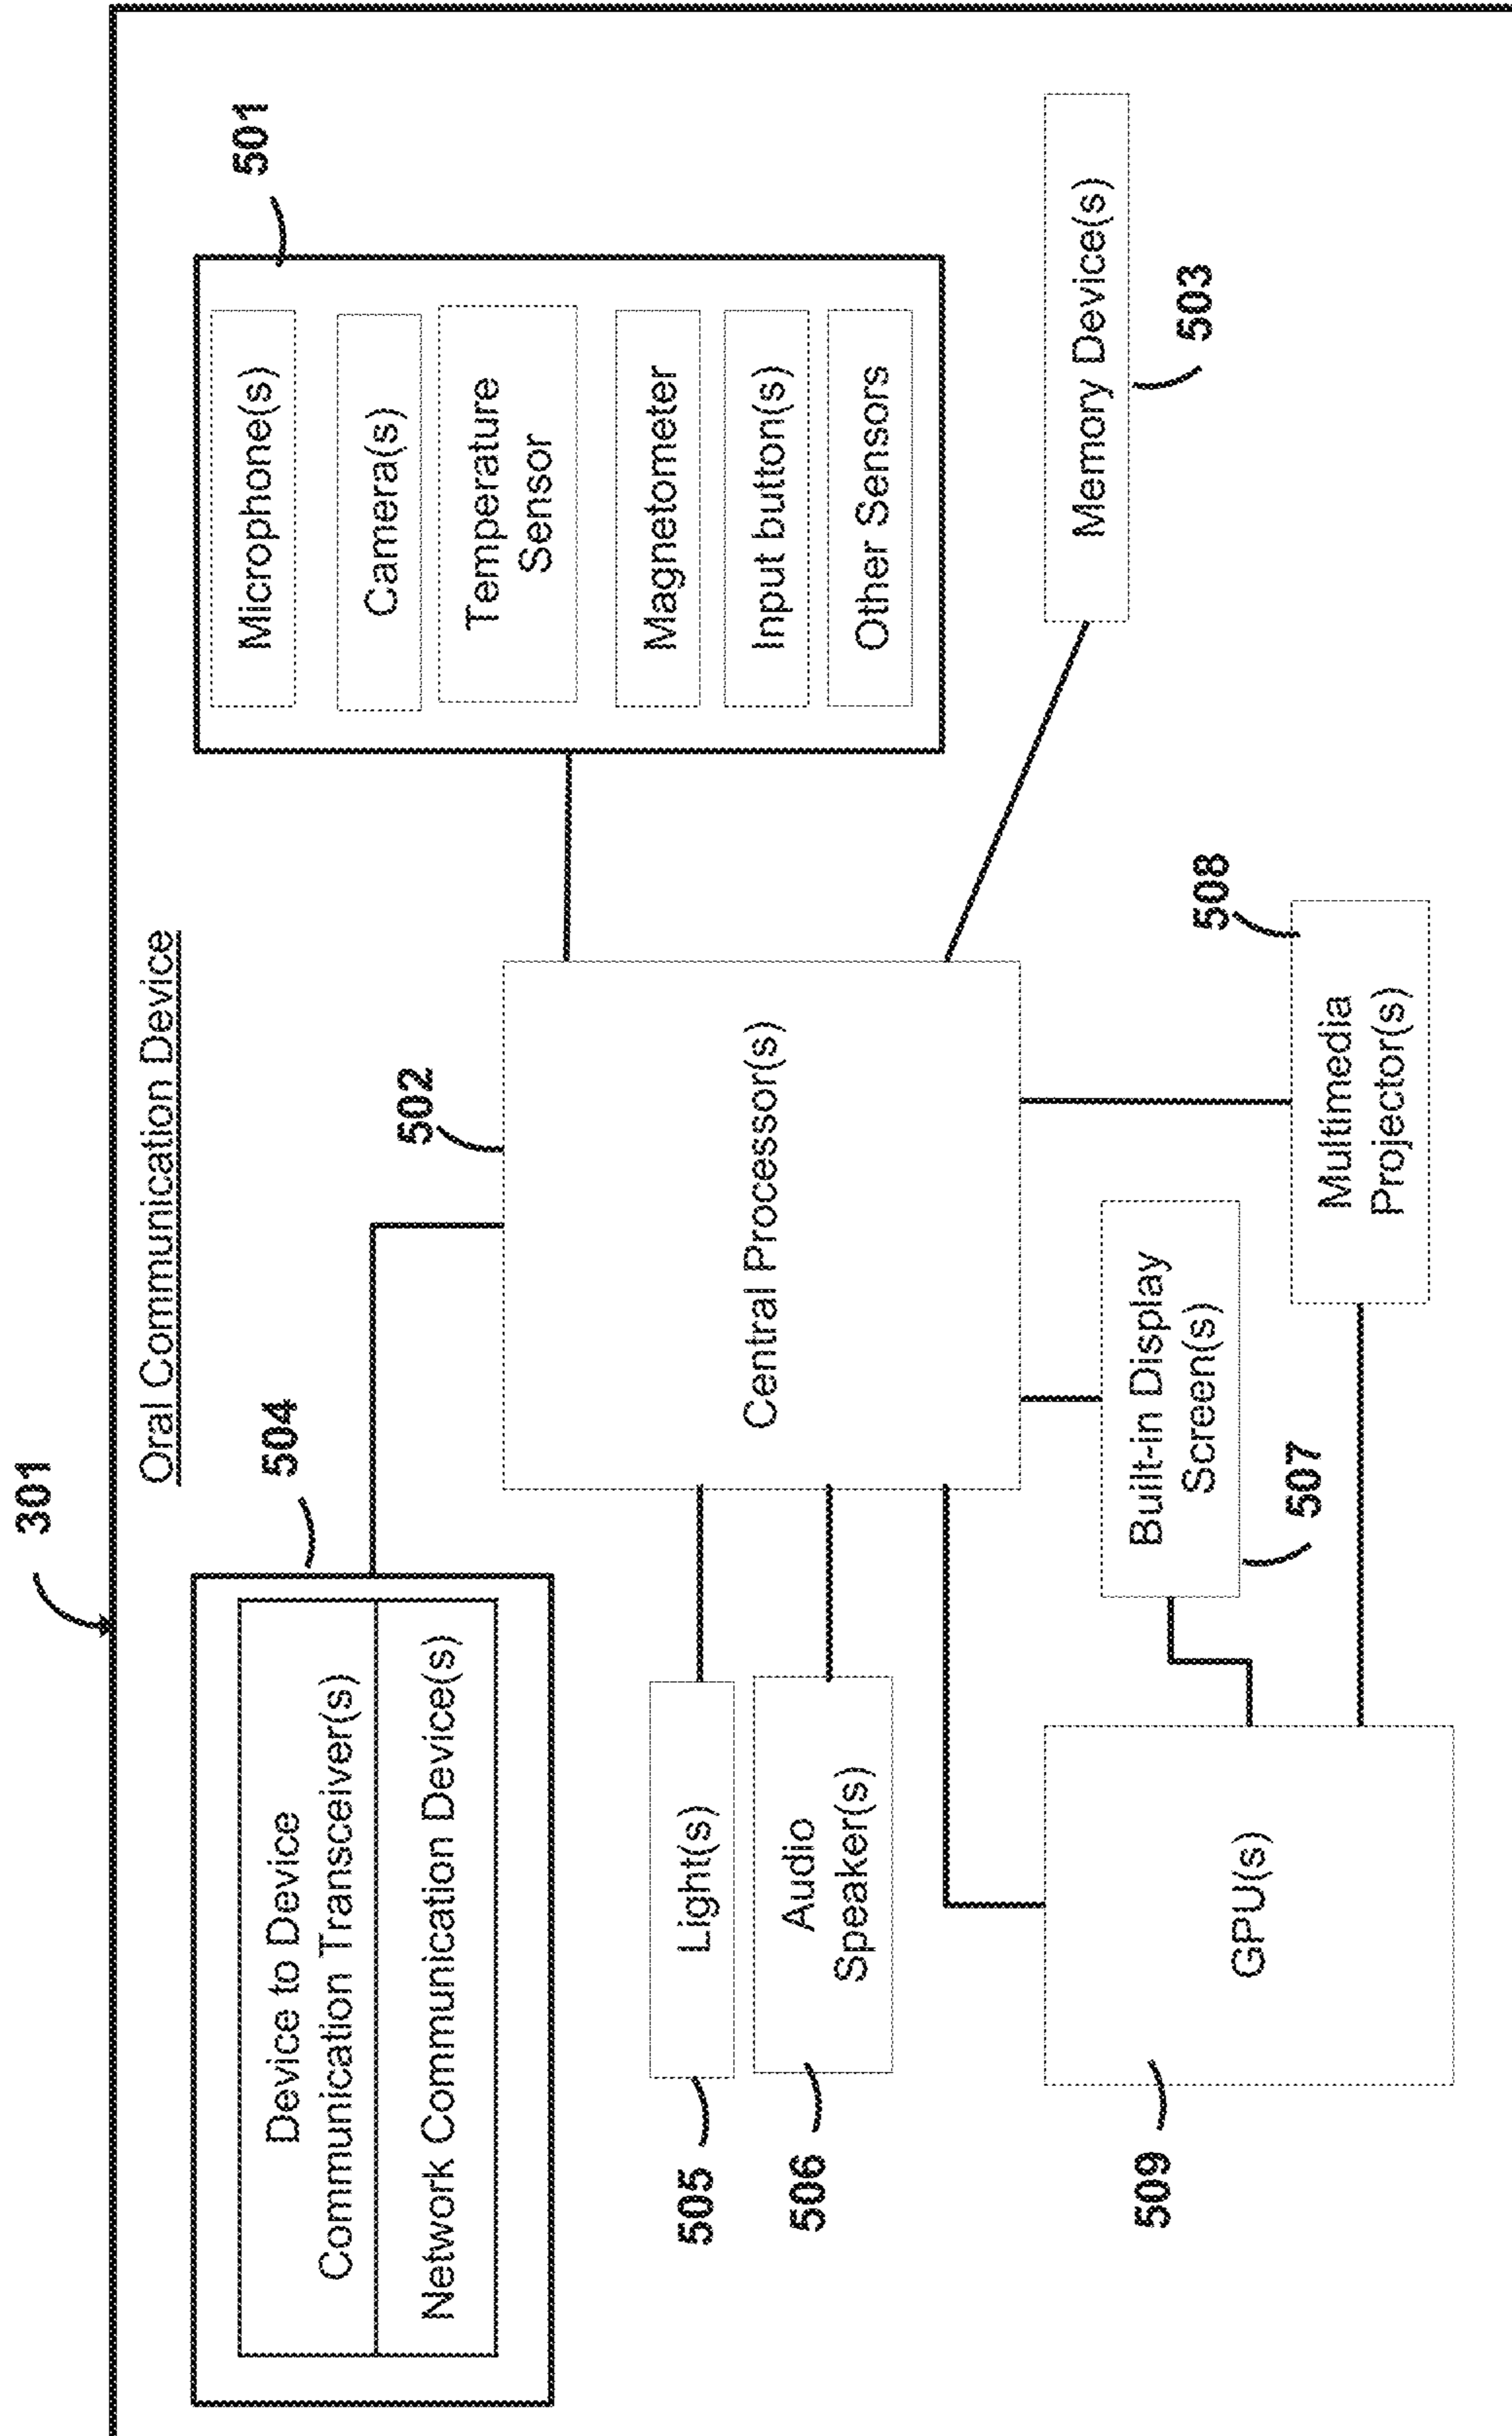 301
Oral Communication Device
504
Device to Device
Communication Transceiver(s)
Network Communication Device(s)
502
Central Processor(s)
501
Microphone(s)
Camera(s)
Temperature
Sensor
Magnetometer
Input button(s)
Other Sensors
505
Light(s)
506
Audio
Speaker(s)
Memory Device(s)
503
509
GPU(s)
Built-in Display
Screen(s)
507
508
Multimedia
Projector(s)